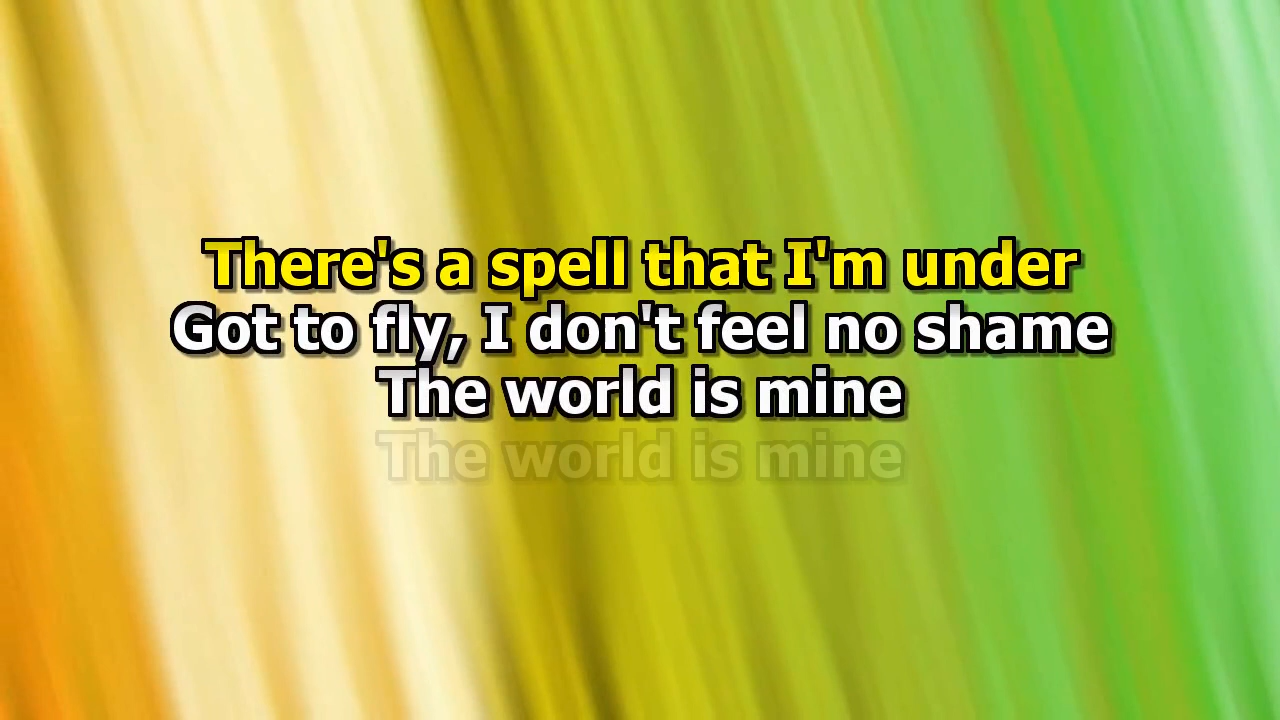 There's a spell that I'm under
Got to fly, I don't feel no shame
The world is mine
The world is mine